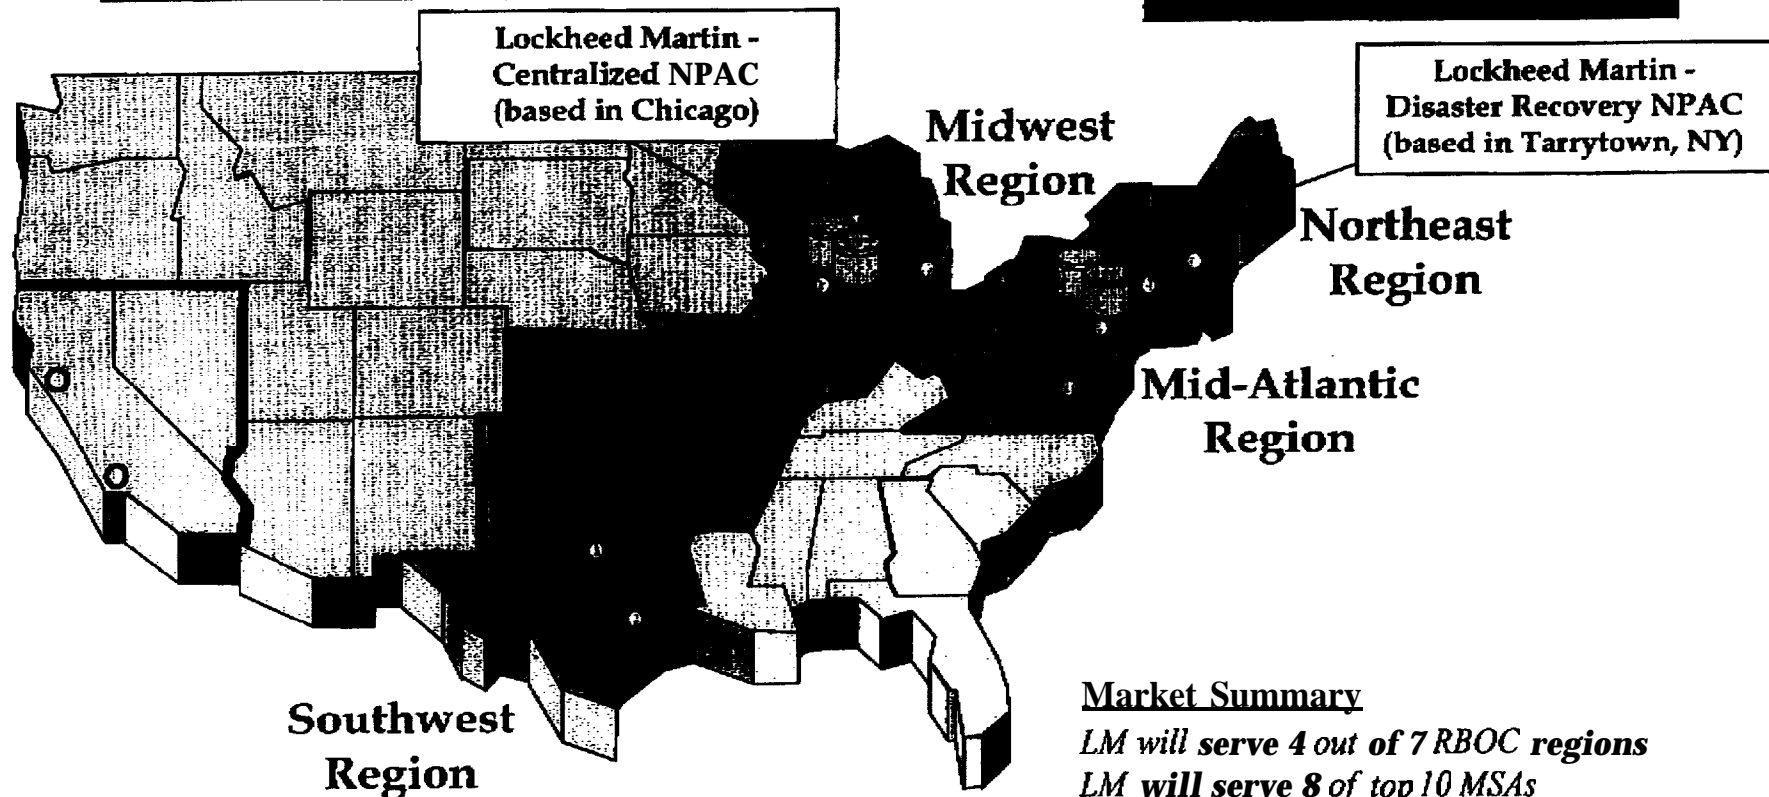 Lockheed Martin -
Centralized NPAC
(based in Chicago)
Lockheed Martin -
Disaster Recovery NPAC
(based in Tarrytown, NY)
Midwest
Region
Northeast
Region
Mid-Atlantic
Region
Southwest
Region
Market Summary
LM will serve 4 out of 7 RBOC regions
LM will serve 8 of top 10 MSAs